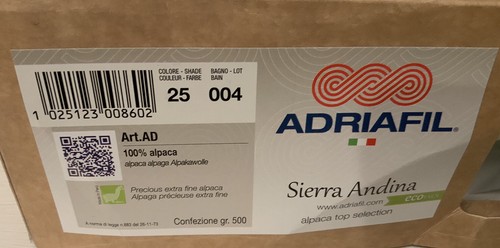 COLORE - SHADE
COULEUR - FARBE
BAGNO - LOT
BAIN
25 004
1 025123 008602
Art.AD
100% alpaca
alpaca alpaga Alpakawolle
Precious extra fine alpaca
Alpaga précieuse extra fine
Confezione gr. 500
ADRIAFIL®
Sierra Andina
www.adriafil.com
alpaca top selection